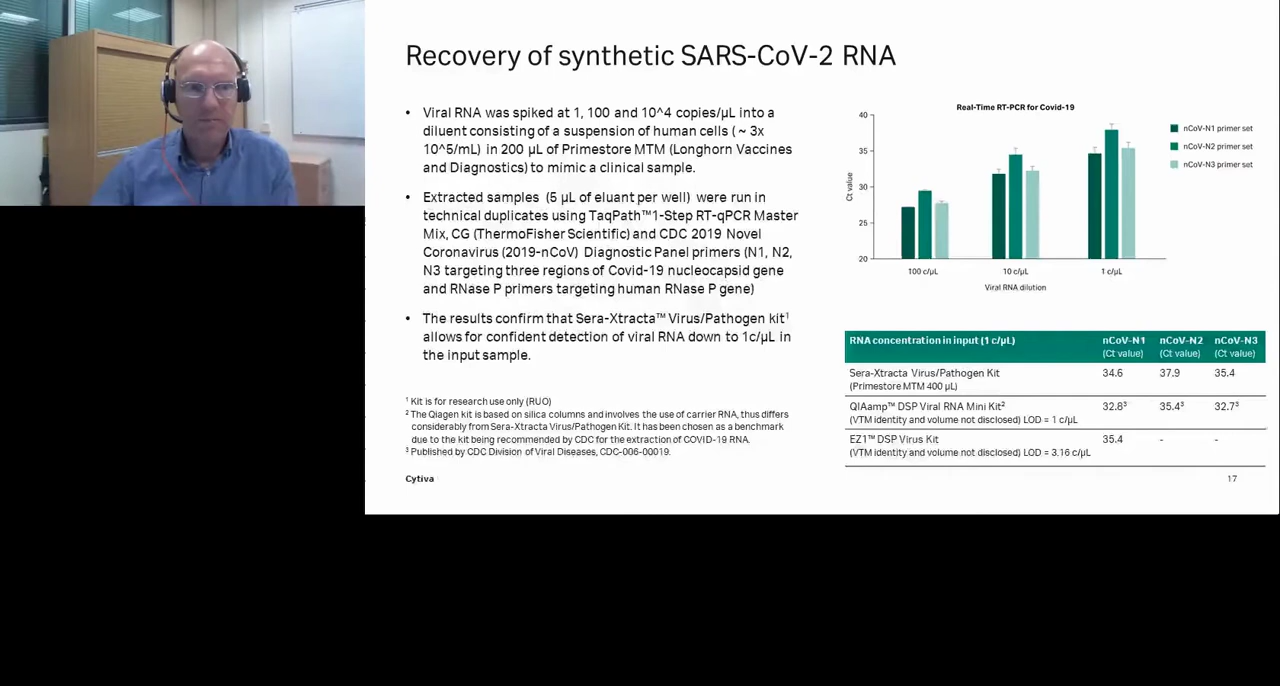 Recovery of synthetic SARS-CoV-2 RNA
• Viral RNA was spiked at 1, 100 and 10^4 copies/µL into a
diluent consisting of a suspension of human cells ( ~ 3x
10^5/mL) in 200 µL of Primestore MTM (Longhorn Vaccines
and Diagnostics) to mimic a clinical sample.
• Extracted samples (5 µL of eluant per well) were run in
technical duplicates using TaqPath™1-Step RT-qPCR Master
Mix, CG (ThermoFisher Scientific) and CDC 2019 Novel
Coronavirus (2019-nCoV) Diagnostic Panel primers (N1, N2,
N3 targeting three regions of Covid-19 nucleocapsid gene
and RNase P primers targeting human RNase P gene)
• The results confirm that Sera-Xtracta™ Virus/Pathogen kit¹
allows for confident detection of viral RNA down to 1c/µL in
the input sample.
¹ Kit is for research use only (RUO)
² The Qiagen kit is based on silica columns and involves the use of carrier RNA, thus differs
considerably from Sera-Xtracta Virus/Pathogen Kit. It has been chosen as a benchmark
due to the kit being recommended by CDC for the extraction of COVID-19 RNA.
³ Published by CDC Division of Viral Diseases, CDC-006-00019.
Cytiva
Real-Time RT-PCR for Covid-19
40
35
30
25
20
Ct value
100 c/µL 10 c/µL 1 c/µL
Viral RNA dilution
nCoV-N1 primer set
nCoV-N2 primer set
nCoV-N3 primer set
RNA concentration in input (1 c/µL) nCoV-N1 nCoV-N2 nCoV-N3
(Ct value) (Ct value) (Ct value)
Sera-Xtracta Virus/Pathogen Kit 34.6 37.9 35.4
(Primestore MTM 400 µL)
QIAamp™ DSP Viral RNA Mini Kit² 32.8³ 35.4³ 32.7³
(VTM identity and volume not disclosed) LOD = 1 c/µL
EZ1™ DSP Virus Kit 35.4 - -
(VTM identity and volume not disclosed) LOD = 3.16 c/µL
17